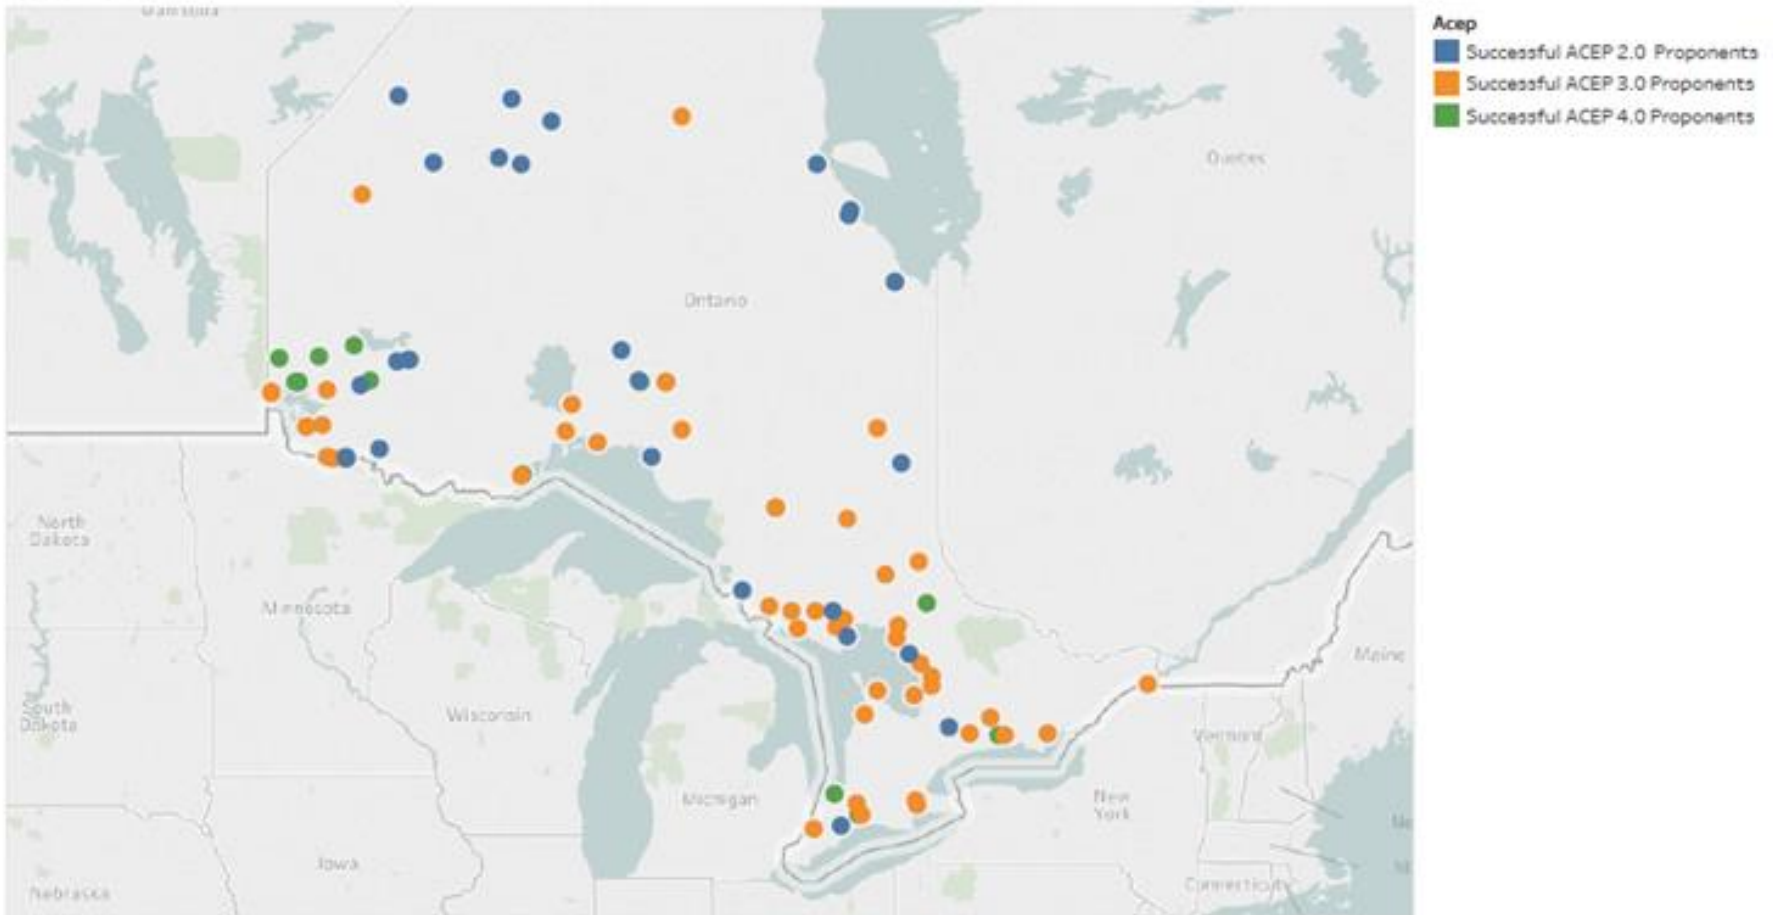 Manitoba
Acep
Successful ACEP 2.0 Proponents
Successful ACEP 3.0 Proponents
Successful ACEP 4.0 Proponents
Quebec
Ontario
North
Dakota
Minnesota
Maine
South
Dakota
Wisconsin
Vermont
Michigan
New
York
Iowa
Nebraska
Connecticut